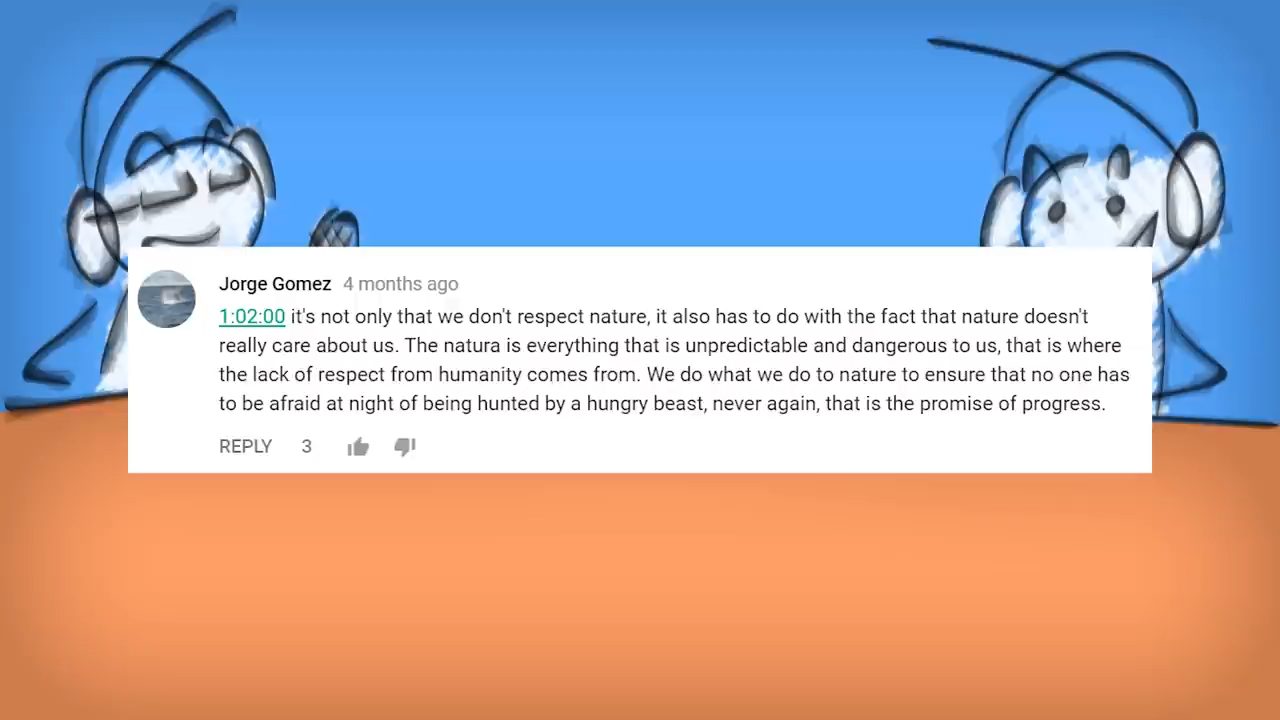 Jorge Gomez 4 months ago
1:02:00 it's not only that we don't respect nature, it also has to do with the fact that nature doesn't
really care about us. The natura is everything that is unpredictable and dangerous to us, that is where
the lack of respect from humanity comes from. We do what we do to nature to ensure that no one has
to be afraid at night of being hunted by a hungry beast, never again, that is the promise of progress.
REPLY 3